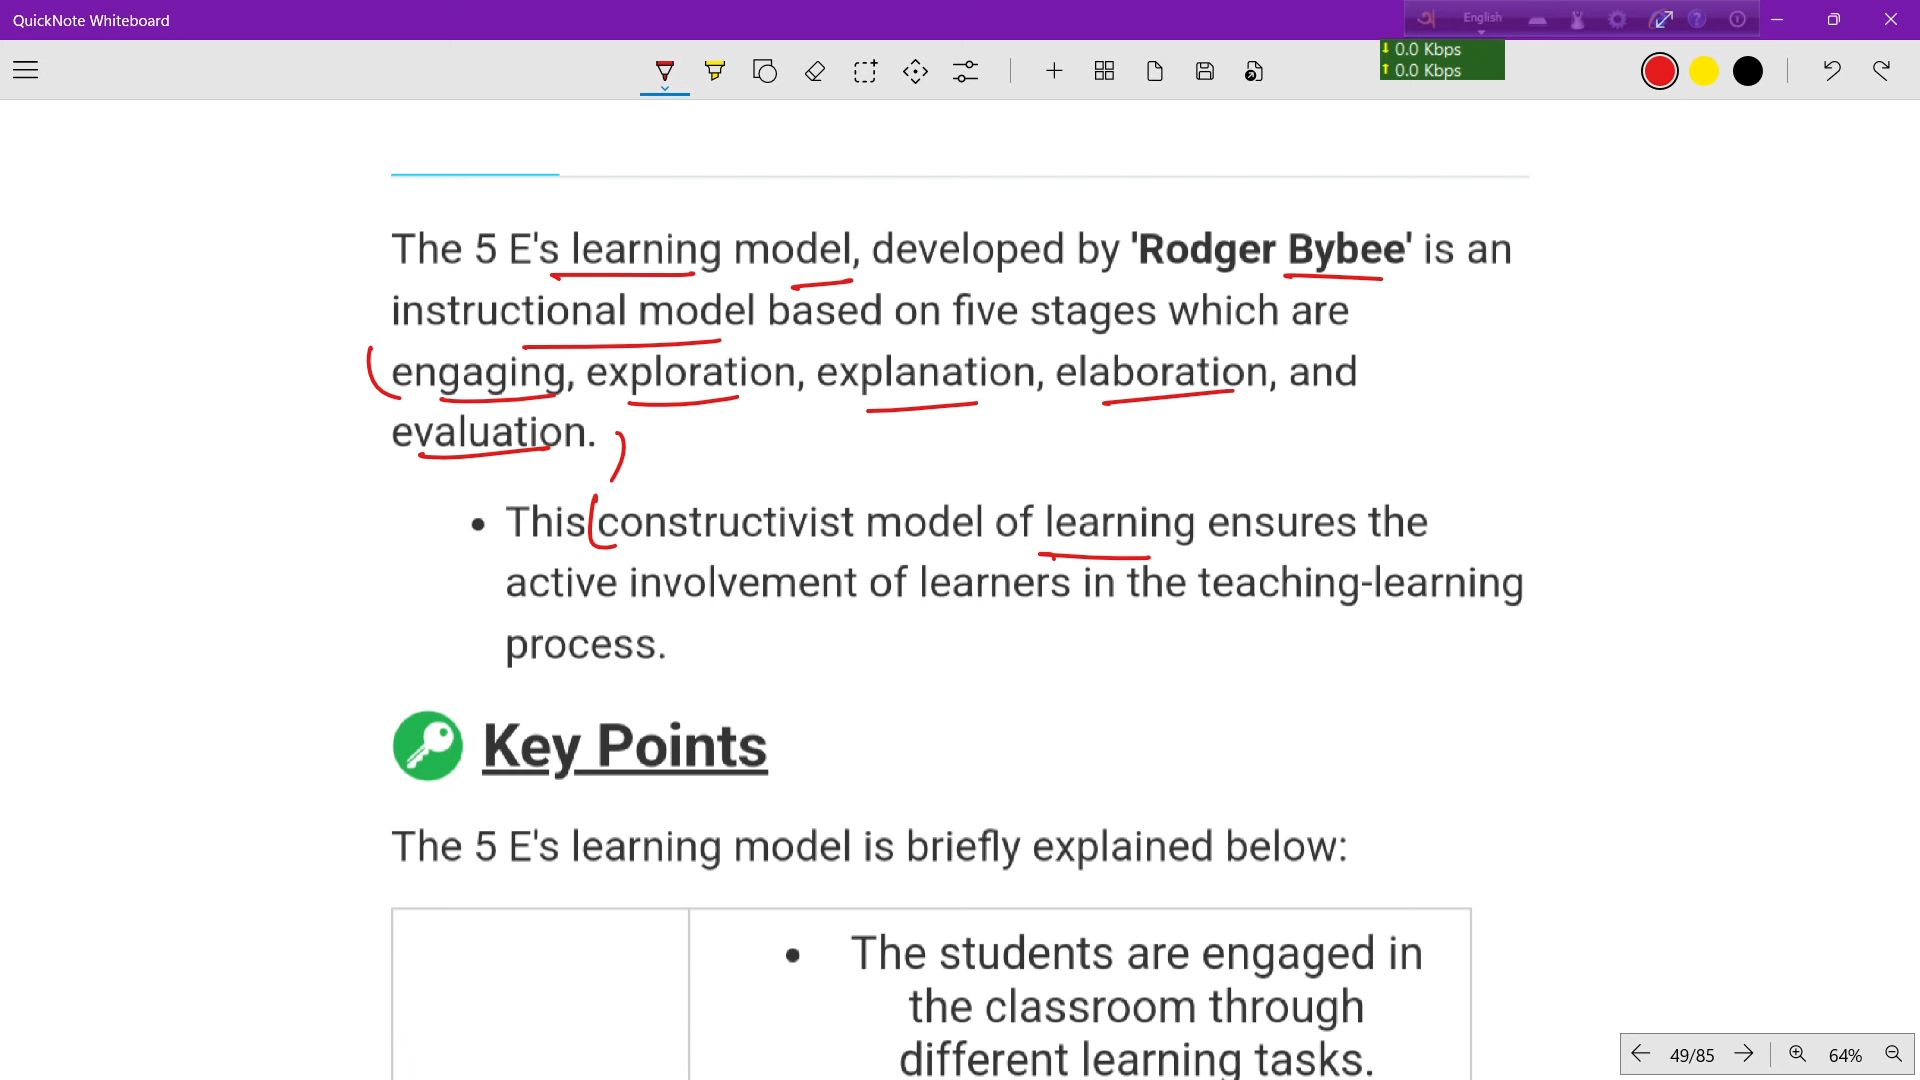 QuickNote Whiteboard
English
0.0 Kbps
0.0 Kbps
The 5 E's learning model, developed by 'Rodger Bybee' is an
instructional model based on five stages which are
engaging, exploration, explanation, elaboration, and
evaluation.
• This constructivist model of learning ensures the
active involvement of learners in the teaching-learning
process.
Key Points
The 5 E's learning model is briefly explained below:
• The students are engaged in
the classroom through
different learning tasks.
49/85
64%